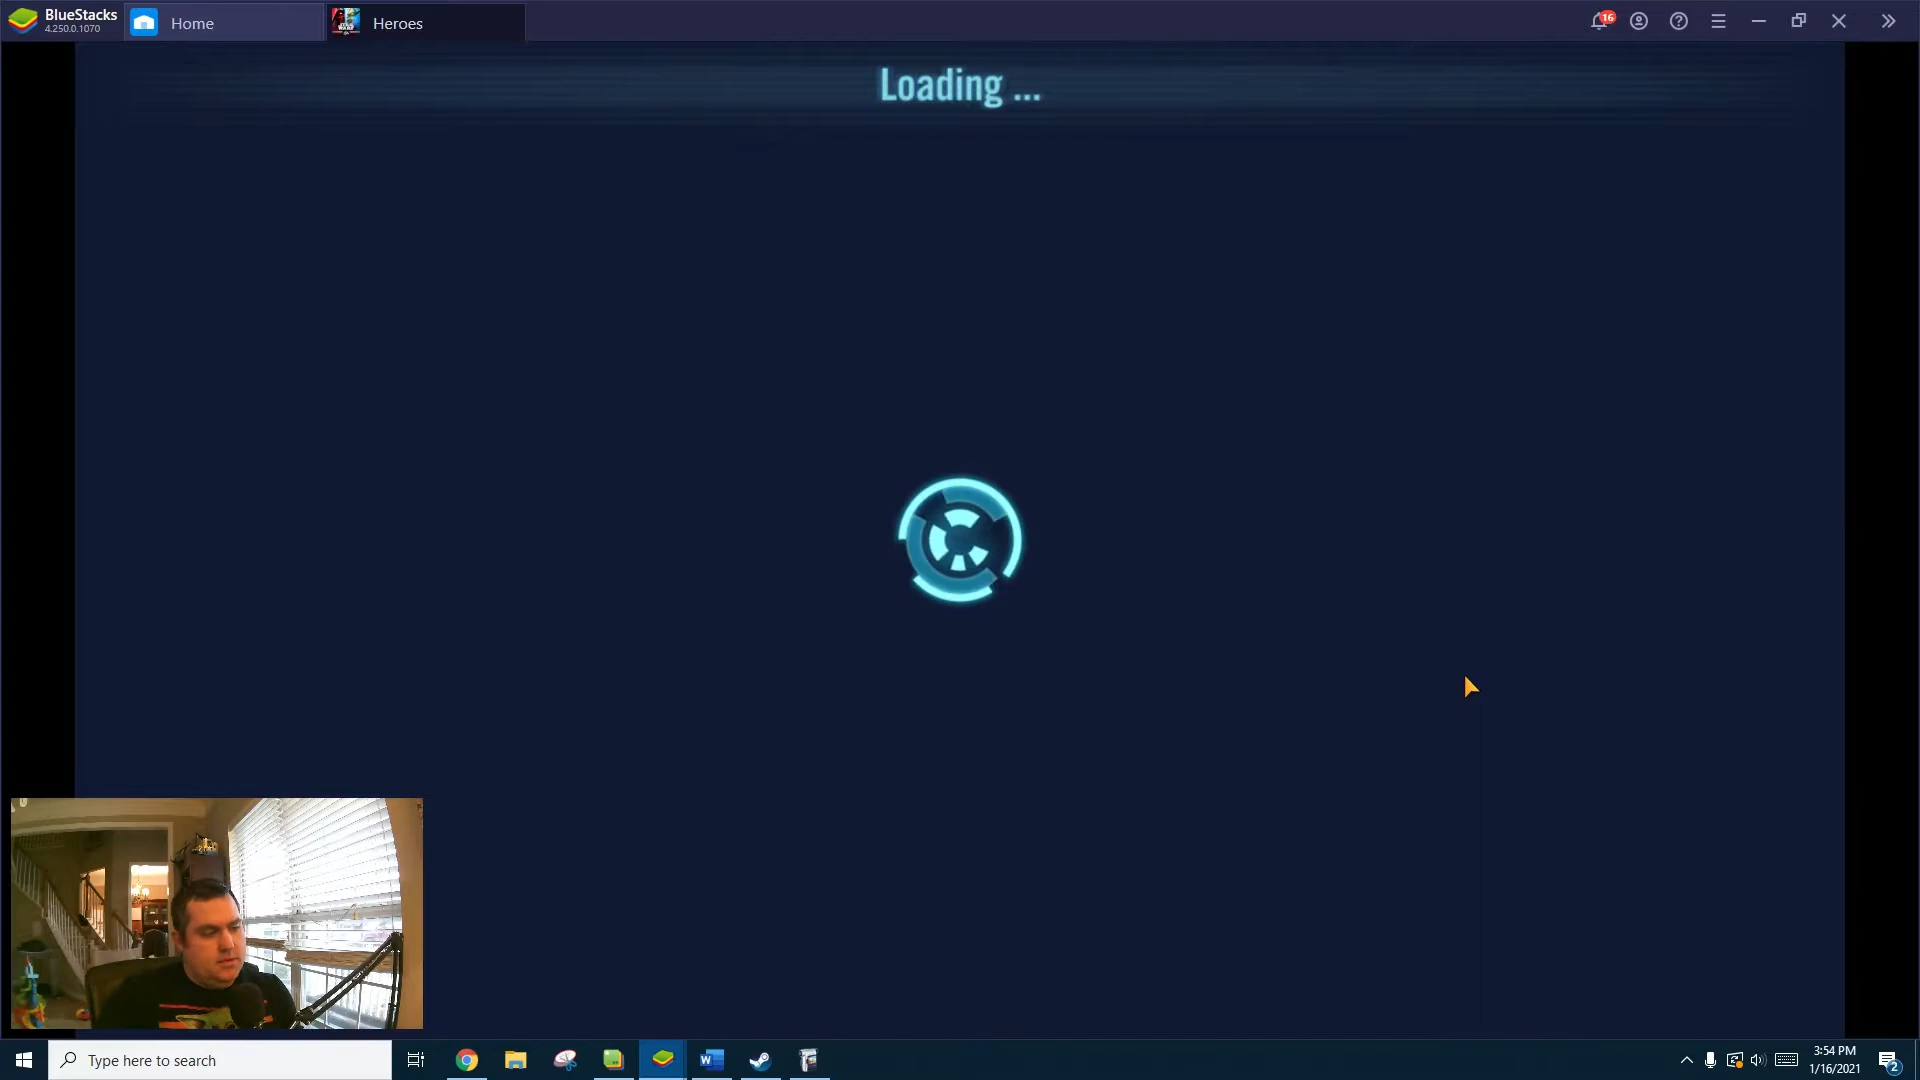 BlueStacks
4.250.0.1070
Home
Heroes
16
Loading ...
Type here to search
3:54 PM
1/16/2021
2